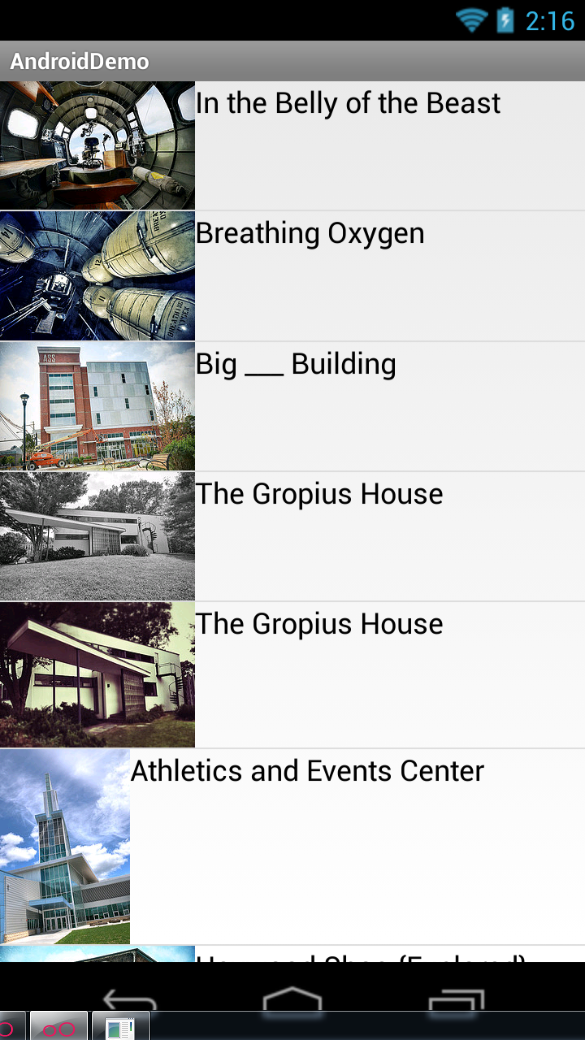 2:16
AndroidDemo
In the Belly of the Beast
Breathing Oxygen
ASS
Big ___ Building
The Gropius House
The Gropius House
Athletics and Events Center